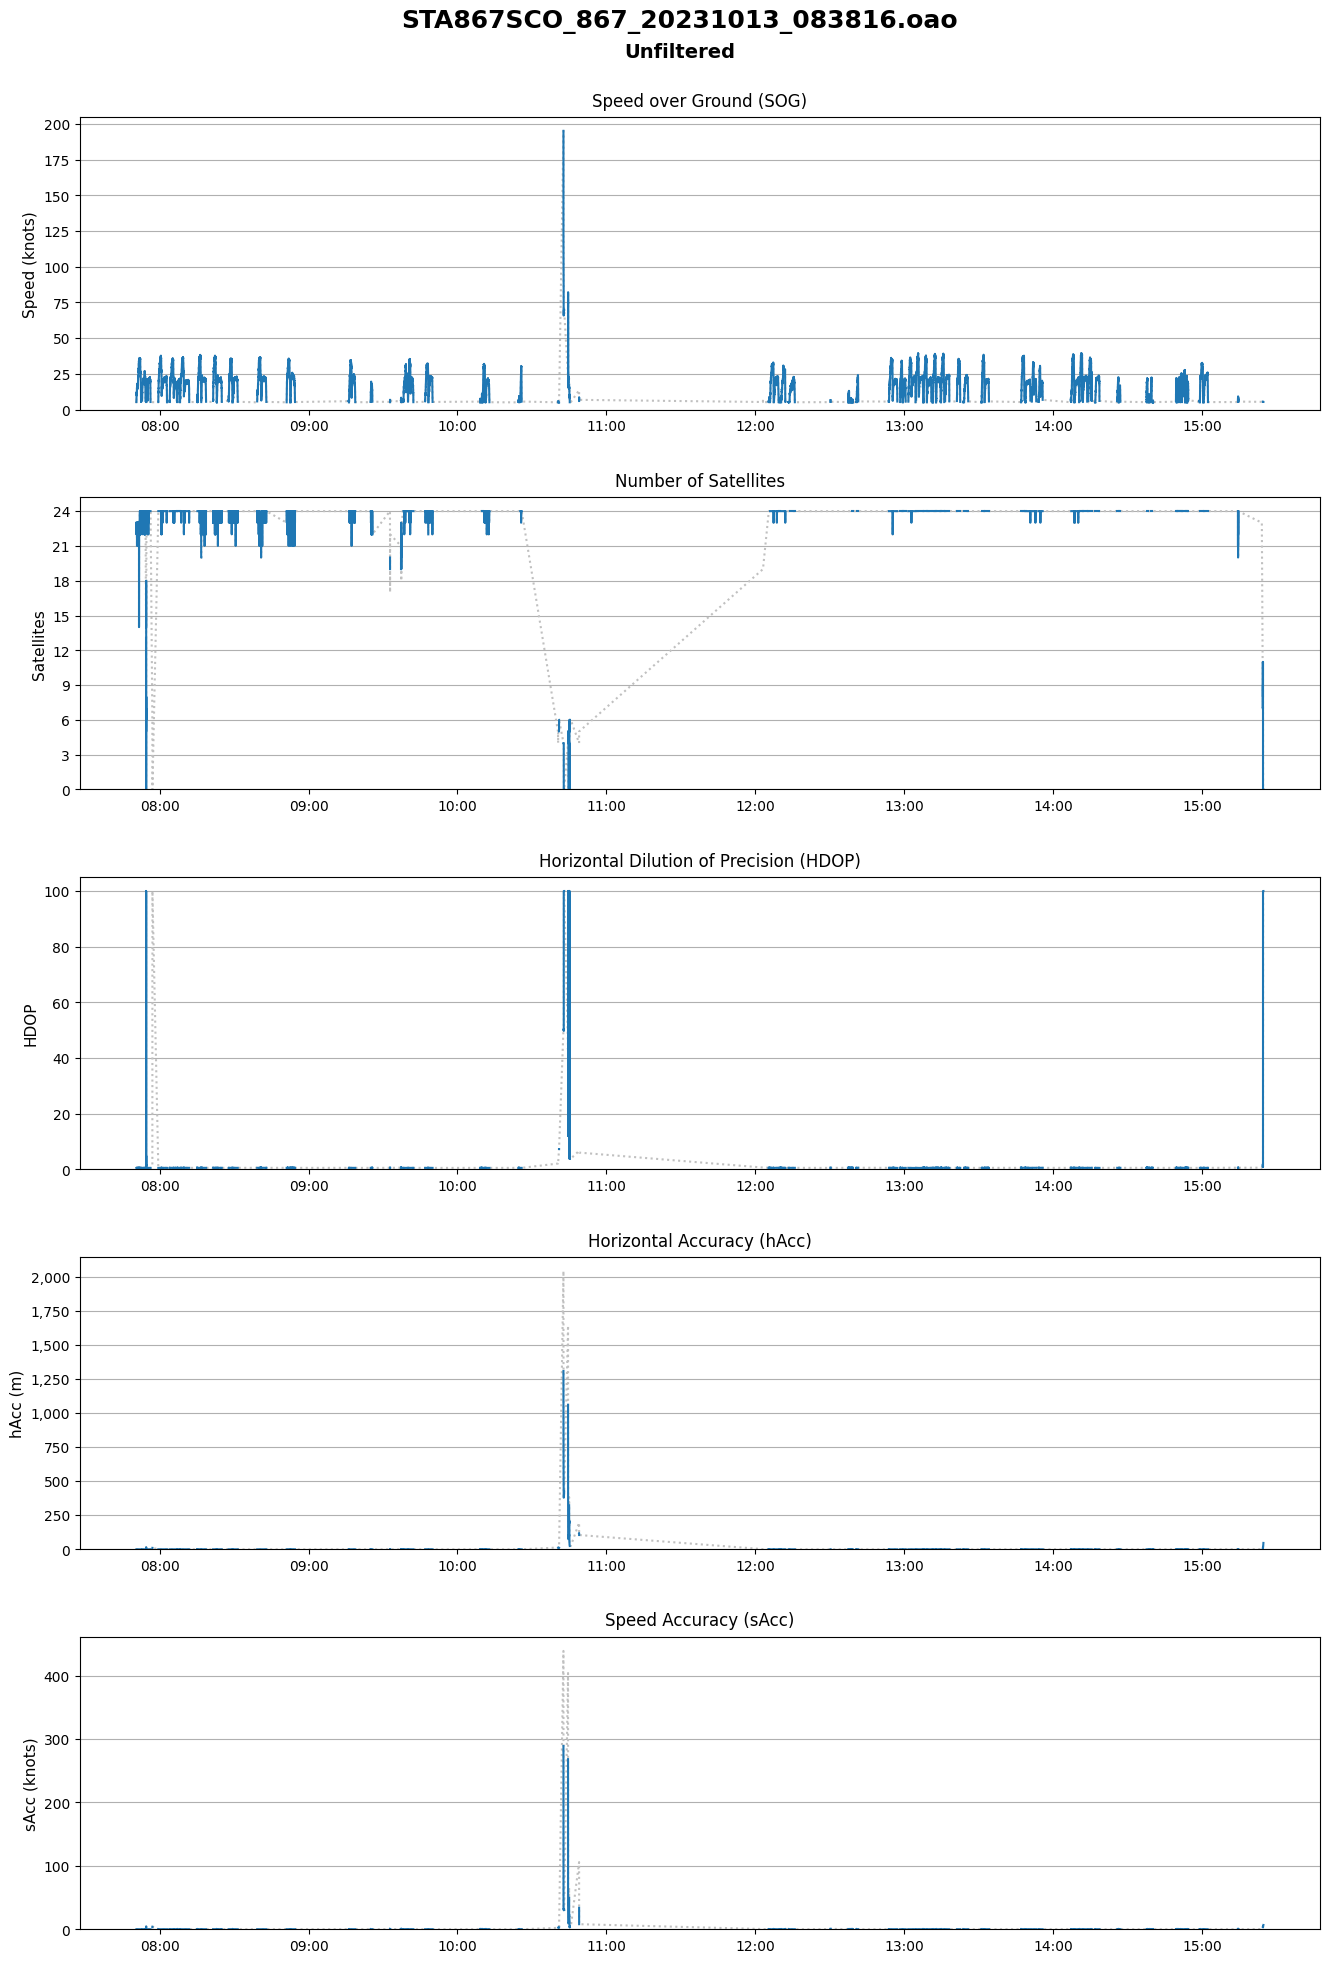 STA867SCO_867_20231013_083816.oao
Unfiltered
Speed over Ground (SOG)
Speed (knots)
200
175
150
125
100
75
50
25
0
08:00 09:00 10:00 11:00 12:00 13:00 14:00 15:00
Number of Satellites
Satellites
24
21
18
15
12
9
6
3
0
08:00 09:00 10:00 11:00 12:00 13:00 14:00 15:00
Horizontal Dilution of Precision (HDOP)
HDOP
100
80
60
40
20
0
08:00 09:00 10:00 11:00 12:00 13:00 14:00 15:00
Horizontal Accuracy (hAcc)
hAcc (m)
2,000
1,750
1,500
1,250
1,000
750
500
250
0
08:00 09:00 10:00 11:00 12:00 13:00 14:00 15:00
Speed Accuracy (sAcc)
sAcc (knots)
400
300
200
100
0
08:00 09:00 10:00 11:00 12:00 13:00 14:00 15:00